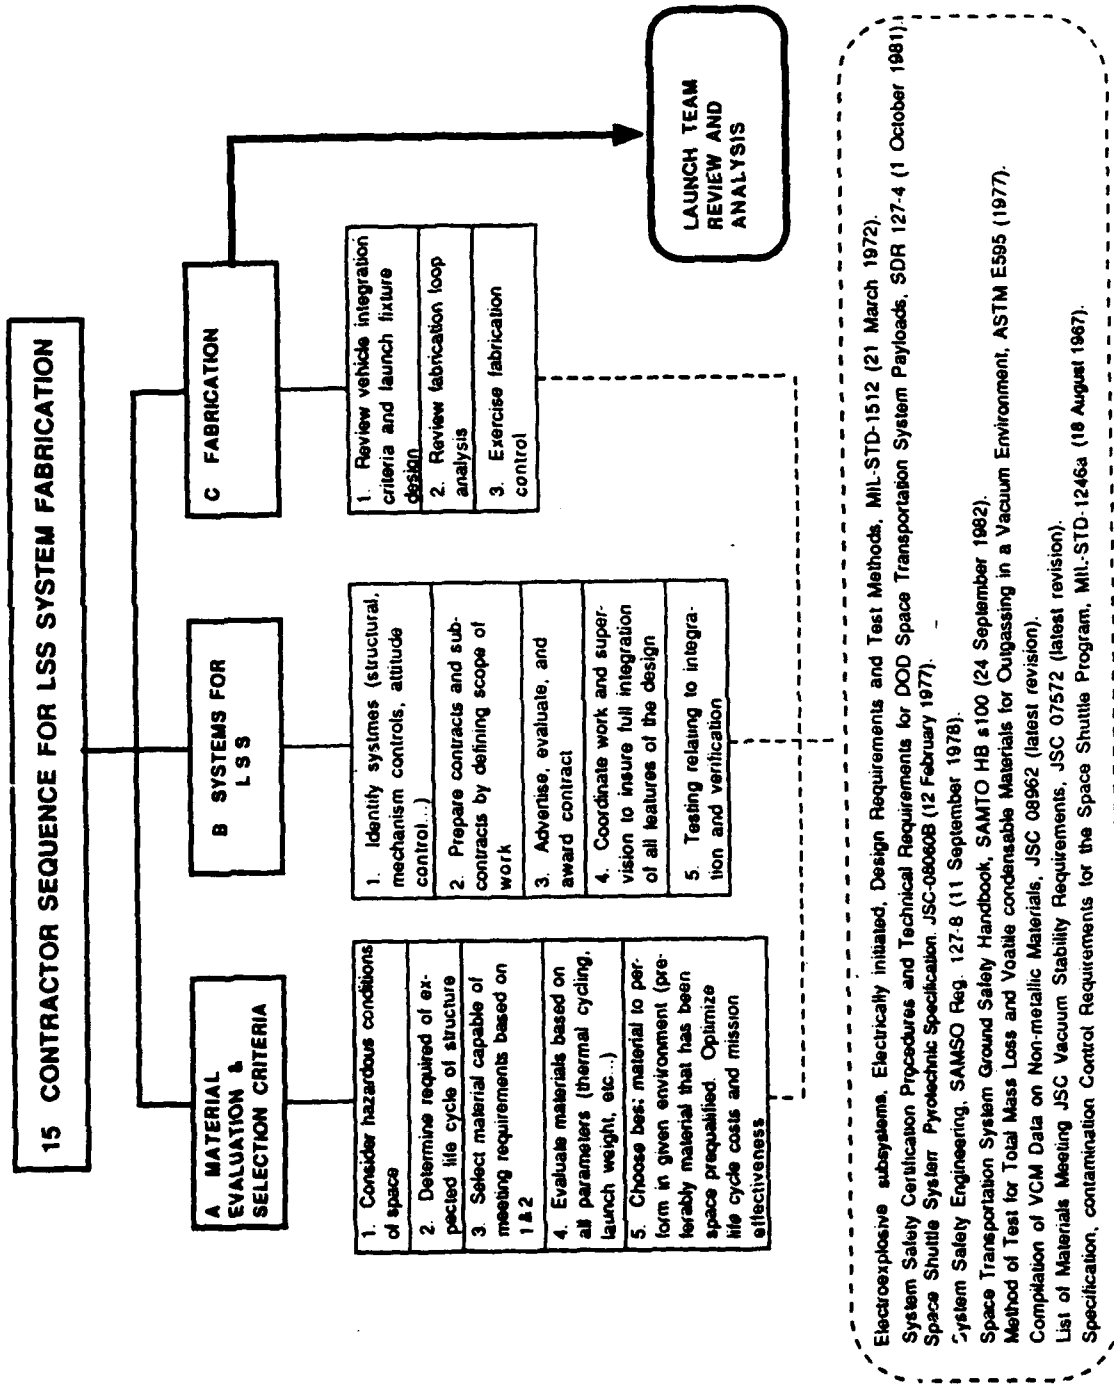 15 CONTRACTOR SEQUENCE FOR LSS SYSTEM FABRICATION
A MATERIAL
EVALUATION &
SELECTION CRITERIA
1. Consider hazardous conditions
of space
2. Determine required of ex-
pected life cycle of structure
3. Select material capable of
meeting requirements based on
1 & 2
4. Evaluate materials based on
all parameters (thermal cycling,
launch weight, etc...)
5. Choose best material to per-
form in given environment (pre-
ferably material that has been
space prequalified. Optimize
life cycle costs and mission
effectiveness
B SYSTEMS FOR
LSS
1. Identify systmes (structural,
mechanism controls, attitude
control...)
2. Prepare contracts and sub-
contracts by defining scope of
work
3. Advertise, evaluate, and
award contract
4. Coordinate work and super-
vision to insure full integration
of all features of the design
5. Testing relating to integra-
tion and verification
C FABRICATION
1. Review vehicle integration
criteria and launch fixture
design
2. Review fabrication loop
analysis
3. Exercise fabrication
control
LAUNCH TEAM
REVIEW AND
ANALYSIS
Electroexplosive subsystems, Electrically initiated, Design Requirements and Test Methods, MIL-STD-1512 (21 March 1972).
System Safety Certification Procedures and Technical Requirements for DOD Space Transportation System Payloads, SDR 127-4 (1 October 1981).
Space Shuttle System Pyrotechnic Specification. JSC-08060B (12 February 1977).
System Safety Engineering, SAMSO Reg. 127-8 (11 September 1978).
Space Transportation System Ground Safety Handbook, SAMTO HB s100 (24 September 1982).
Method of Test for Total Mass Loss and Voatile condensable Materials for Outgassing in a Vacuum Environment, ASTM E595 (1977).
Compilation of VCM Data on Non-metallic Materials, JSC 08962 (latest revision).
List of Materials Meeting JSC Vacuum Stability Requirements, JSC 07572 (latest revision).
Specification, contamination Control Requirements for the Space Shuttle Program, MIL-STD-1246a (18 August 1967).